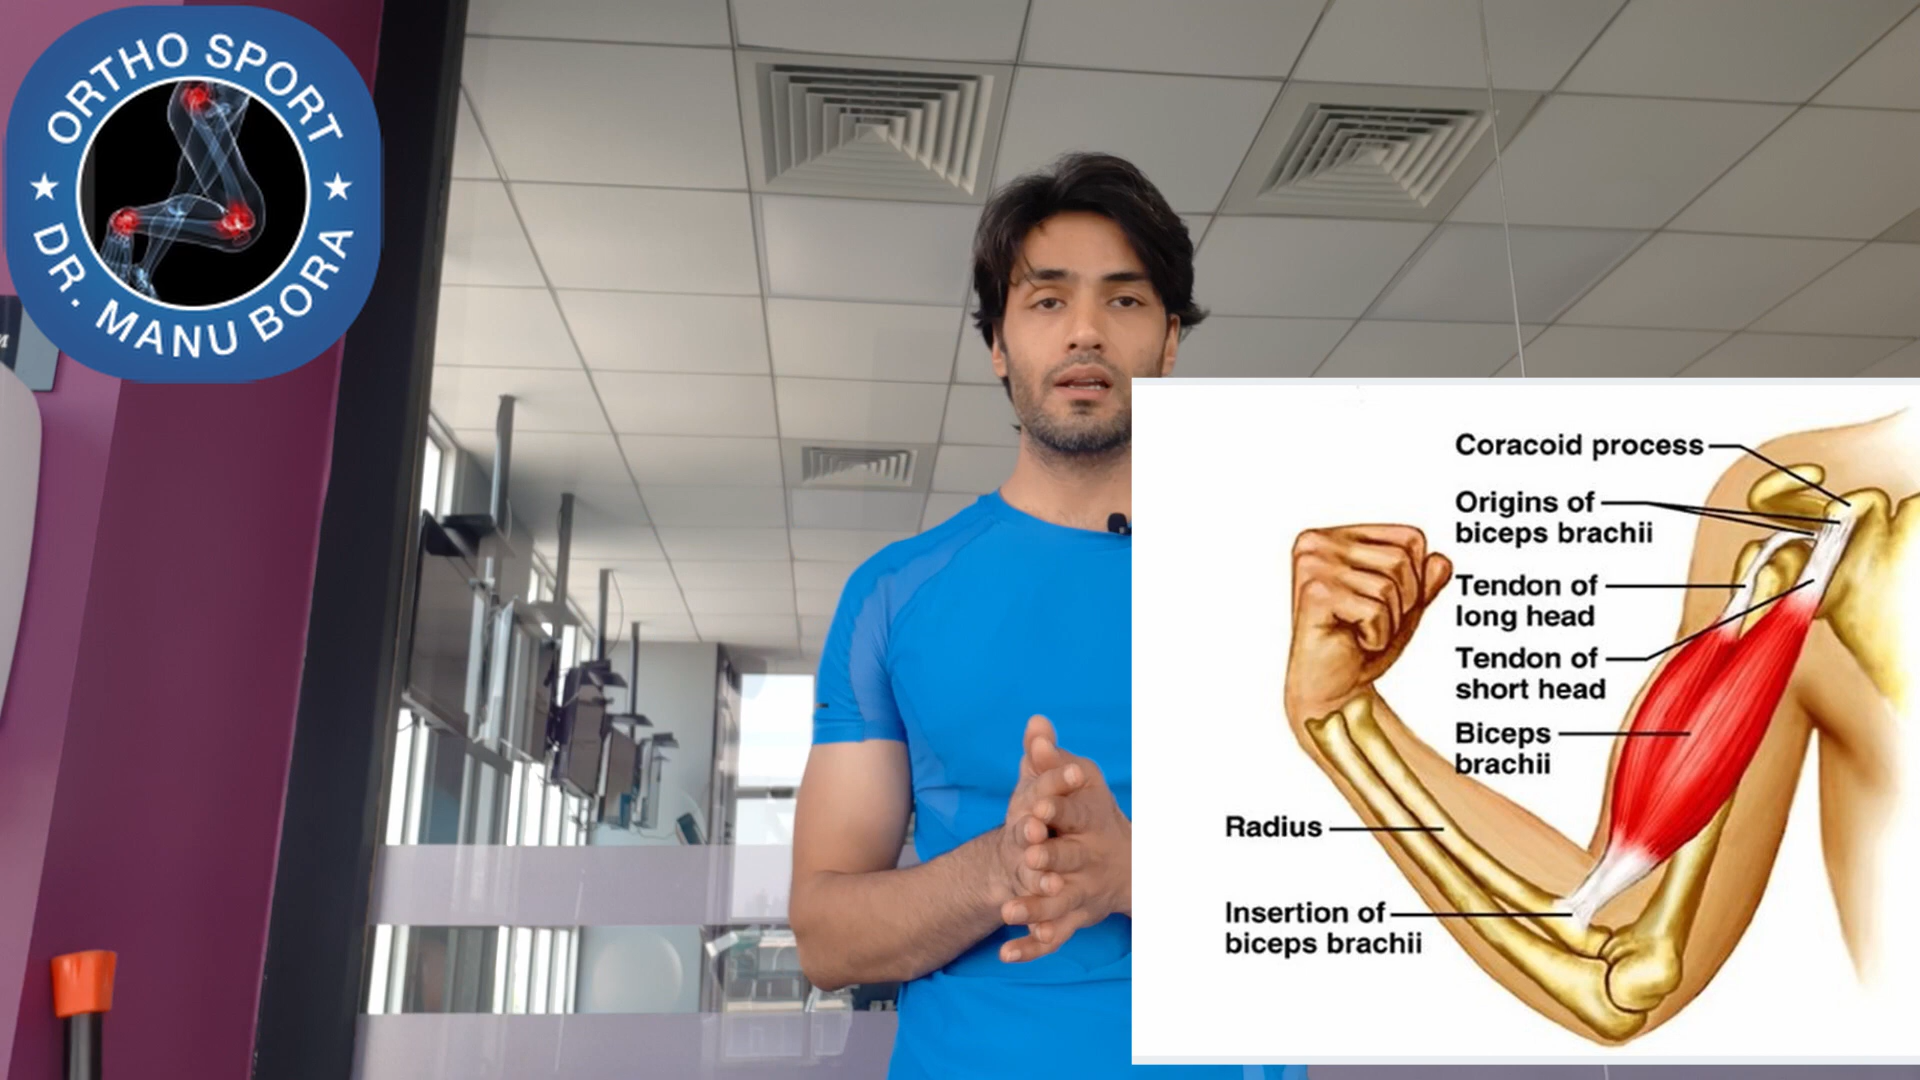 ORTHO SPORT
DR. MANU BORA
Coracoid process
Origins of
biceps brachii
Tendon of
long head
Tendon of
short head
Biceps
brachii
Radius
Insertion of
biceps brachii